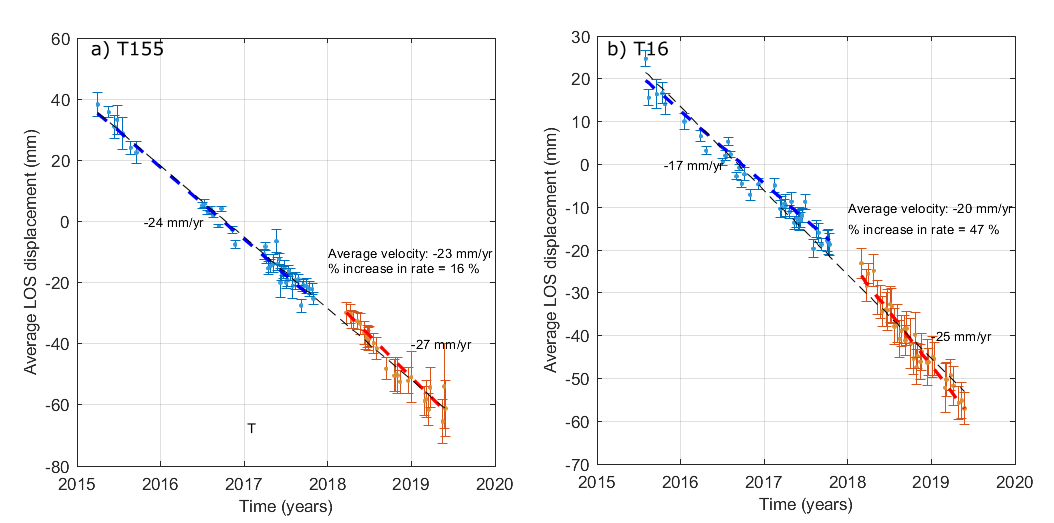 a) T155
60
40
20
0
-20
-40
-60
-80
Average LOS displacement (mm)
-24 mm/yr
Average velocity: -23 mm/yr
% increase in rate = 16 %
-27 mm/yr
T
2015 2016 2017 2018 2019 2020
Time (years)
b) T16
30
20
10
0
-10
-20
-30
-40
-50
-60
-70
Average LOS displacement (mm)
-17 mm/yr
Average velocity: -20 mm/yr
% increase in rate = 47 %
-25 mm/yr
2015 2016 2017 2018 2019 2020
Time (years)